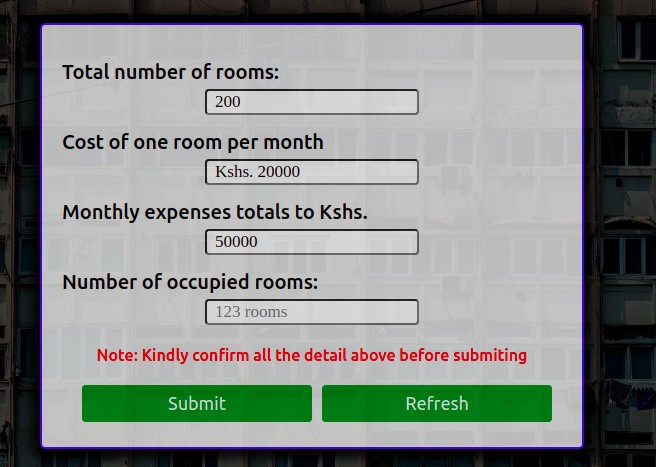 Total number of rooms:
200
Cost of one room per month
Kshs. 20000
Monthly expenses totals to Kshs.
50000
Number of occupied rooms:
123 rooms
Note: Kindly confirm all the detail above before submiting
Submit Refresh